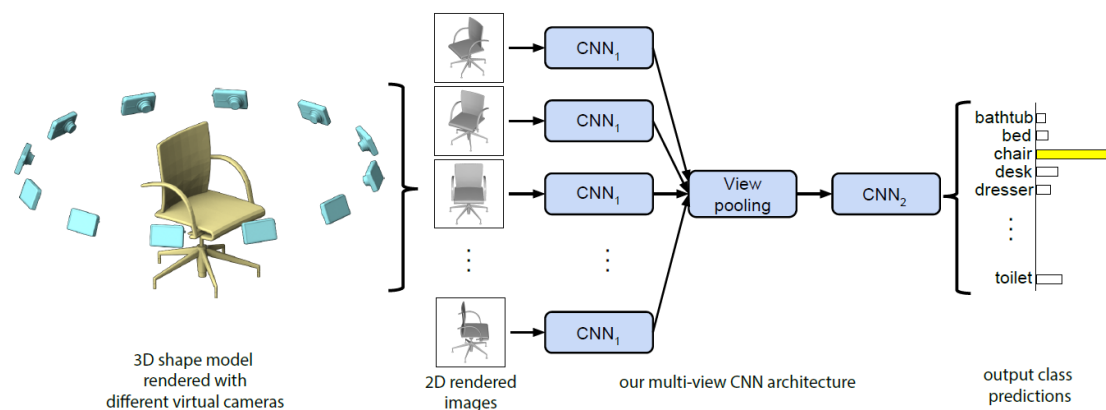 CNN₁
CNN₁
CNN₁
CNN₁
View
pooling
CNN₂
bathtub
bed
chair
desk
dresser
toilet
3D shape model
rendered with
different virtual cameras
2D rendered
images
our multi-view CNN architecture
output class
predictions